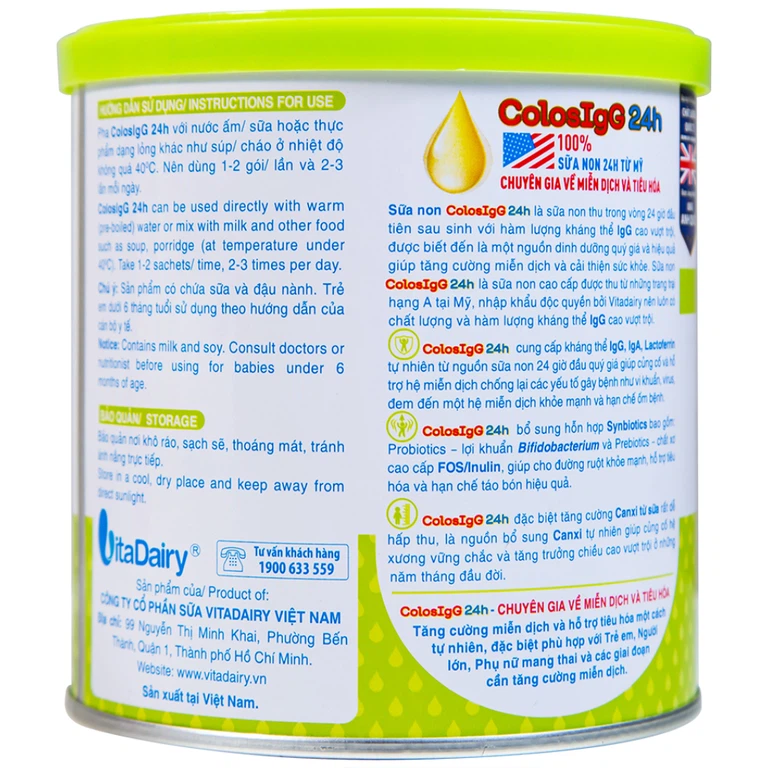 HƯỚNG DẪN SỬ DỤNG/ INSTRUCTIONS FOR USE
Pha ColosIgG 24h với nước ấm/ sữa hoặc thực
phẩm dạng lỏng khác như súp/ cháo ở nhiệt độ
không quá 40ºC. Nên dùng 1-2 gói/ lần và 2-3
lần mỗi ngày.
ColosIgG 24h can be used directly with warm
(pre-boiled) water or mix with milk and other food
such as soup, porridge (at temperature under
40ºC). Take 1-2 sachets/ time, 2-3 times per day.
Chú ý: Sản phẩm có chứa sữa và đậu nành. Trẻ
em dưới 6 tháng tuổi sử dụng theo hướng dẫn của
cán bộ y tế.
Notice: Contains milk and soy. Consult doctors or
nutritionist before using for babies under 6
months of age.
BẢO QUẢN/ STORAGE
Bảo quản nơi khô ráo, sạch sẽ, thoáng mát, tránh
ánh nắng trực tiếp.
Store in a cool, dry place and keep away from
direct sunlight.
VitaDairy®
Tư vấn khách hàng
1900 633 559
Sản phẩm của/ Product of:
CÔNG TY CỔ PHẦN SỮA VITADAIRY VIỆT NAM
Địa chỉ: 99 Nguyễn Thị Minh Khai, Phường Bến
Thành, Quận 1, Thành phố Hồ Chí Minh.
Website: www.vitadairy.vn
Sản xuất tại Việt Nam.
ColosIgG 24h
100%
SỮA NON 24H TỪ MỸ
CHUYÊN GIA VỀ MIỄN DỊCH VÀ TIÊU HÓA
Sữa non ColosIgG 24h là sữa non thu trong vòng 24 giờ đầu
tiên sau sinh với hàm lượng kháng thể IgG cao vượt trội,
được biết đến là một nguồn dinh dưỡng quý giá và hiệu quả
giúp tăng cường miễn dịch và cải thiện sức khỏe. Sữa non
ColosIgG 24h là sữa non cao cấp được thu từ những trang trại
hạng A tại Mỹ, nhập khẩu độc quyền bởi Vitadairy nên luôn có
chất lượng và hàm lượng kháng thể IgG cao vượt trội.
ColosIgG 24h cung cấp kháng thể IgG, IgA, Lactoferrin
tự nhiên từ nguồn sữa non 24 giờ đầu quý giá giúp củng cố và hỗ
trợ hệ miễn dịch chống lại các yếu tố gây bệnh như vi khuẩn, virus,
đem đến một hệ miễn dịch khỏe mạnh và hạn chế ốm bệnh.
ColosIgG 24h bổ sung hỗn hợp Synbiotics bao gồm:
Probiotics - lợi khuẩn Bifidobacterium và Prebiotics - chất xơ
cao cấp FOS/Inulin, giúp cho đường ruột khỏe mạnh, hỗ trợ tiêu
hóa và hạn chế táo bón hiệu quả.
ColosIgG 24h đặc biệt tăng cường Canxi từ sữa rất dễ
hấp thu, là nguồn bổ sung Canxi tự nhiên giúp củng cố hệ
xương vững chắc và tăng trưởng chiều cao vượt trội ở những
năm tháng đầu đời.
ColosIgG 24h - CHUYÊN GIA VỀ MIỄN DỊCH VÀ TIÊU HÓA
Tăng cường miễn dịch và hỗ trợ tiêu hóa một cách
tự nhiên, đặc biệt phù hợp với Trẻ em, Người
lớn, Phụ nữ mang thai và các giai đoạn
cần tăng cường miễn dịch.